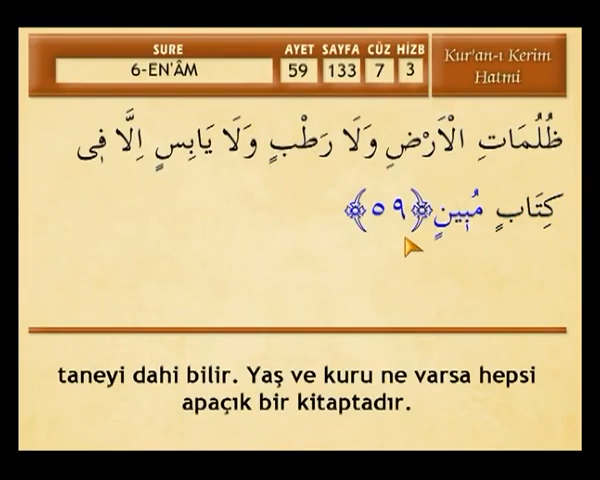 SURE AYET SAYFA CÜZ HİZB
6-EN'ÂM 59 133 7 3
Kur'an-ı Kerim
Hatmi
ظُلُمَاتِ الْاَرْضِ وَلَا رَطْبٍ وَلَا يَابِسٍ اِلَّا ف۪ى
كِتَابٍ مُب۪ينٍ ﴿٥٩﴾
taneyi dahi bilir. Yaş ve kuru ne varsa hepsi
apaçık bir kitaptadır.